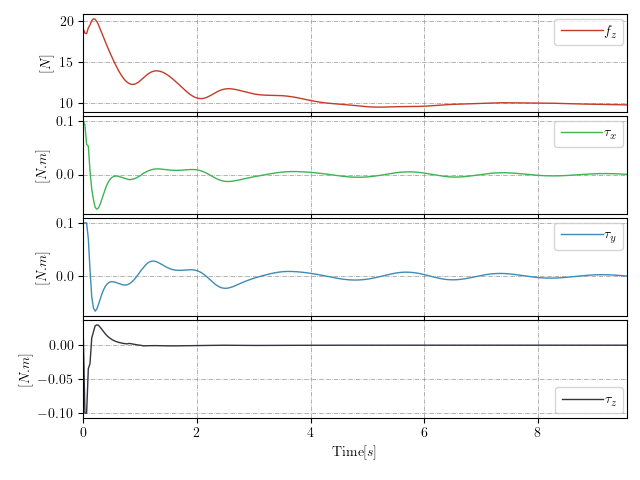 20
15
10
[N]
f_z
0.1
0.0
[N.m]
τ_x
0.1
0.0
[N.m]
τ_y
0.00
−0.05
−0.10
[N.m]
τ_z
0 2 4 6 8
Time[s]